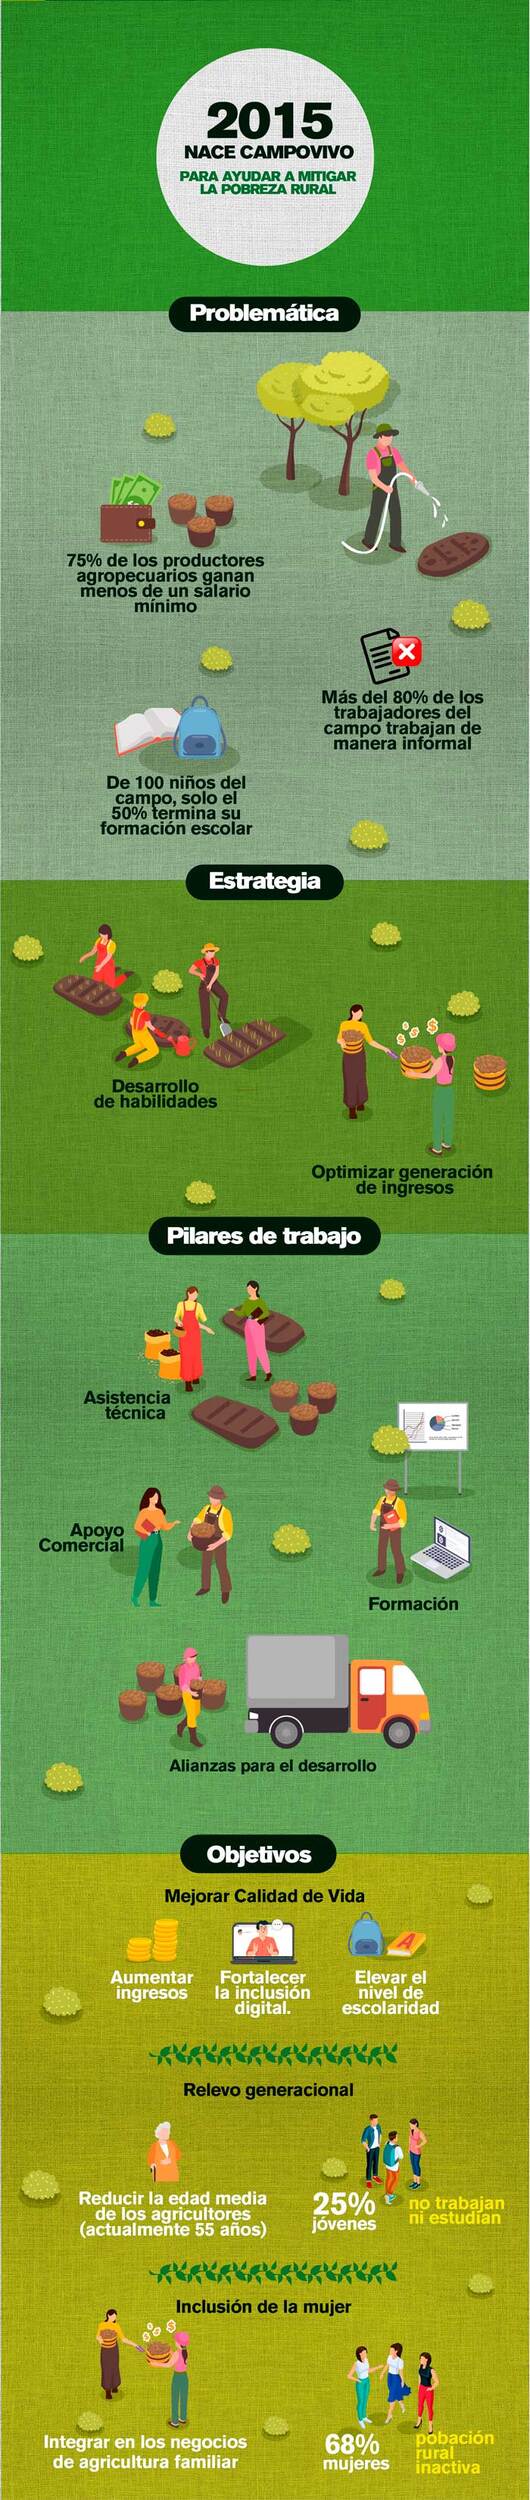 2015
NACE CAMPOVIVO
PARA AYUDAR A MITIGAR
LA POBREZA RURAL
Problemática
75% de los productores
agropecuarios ganan
menos de un salario
mínimo
Más del 80% de los
trabajadores del
campo trabajan de
manera informal
De 100 niños del
campo, solo el
50% termina su
formación escolar
Estrategia
Desarrollo
de habilidades
Optimizar generación
de ingresos
Pilares de trabajo
Asistencia
técnica
Apoyo
Comercial
Formación
Alianzas para el desarrollo
Objetivos
Mejorar Calidad de Vida
Aumentar
ingresos
Fortalecer
la inclusión
digital.
Elevar el
nivel de
escolaridad
Relevo generacional
Reducir la edad media
de los agricultores
(actualmente 55 años)
25%
jóvenes
no trabajan
ni estudian
Inclusión de la mujer
Integrar en los negocios
de agricultura familiar
68%
mujeres
pobación
rural
inactiva